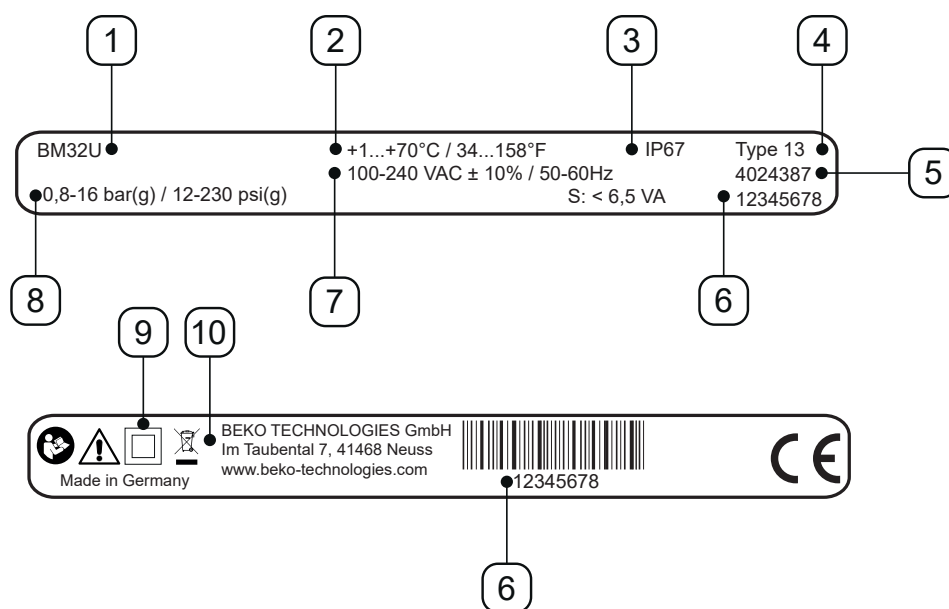 1 2 3 4
BM32U +1...+70°C / 34...158°F IP67 Type 13
100-240 VAC ± 10% / 50-60Hz 4024387 5
0,8-16 bar(g) / 12-230 psi(g) S: < 6,5 VA 12345678
8 7 6
9 10
BEKO TECHNOLOGIES GmbH
Im Taubental 7, 41468 Neuss
www.beko-technologies.com
Made in Germany
12345678
CE
6